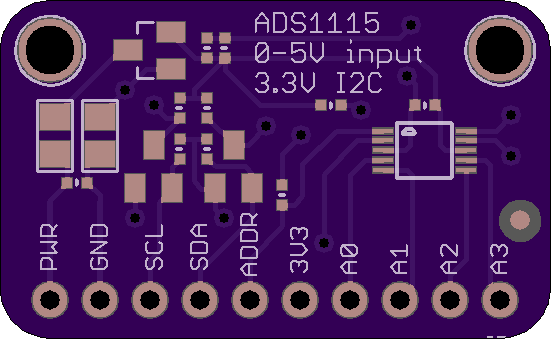 ADS1115
0-5V input
3.3V I2C
PWR
GND
SCL
SDA
ADDR
3V3
A0
A1
A2
A3